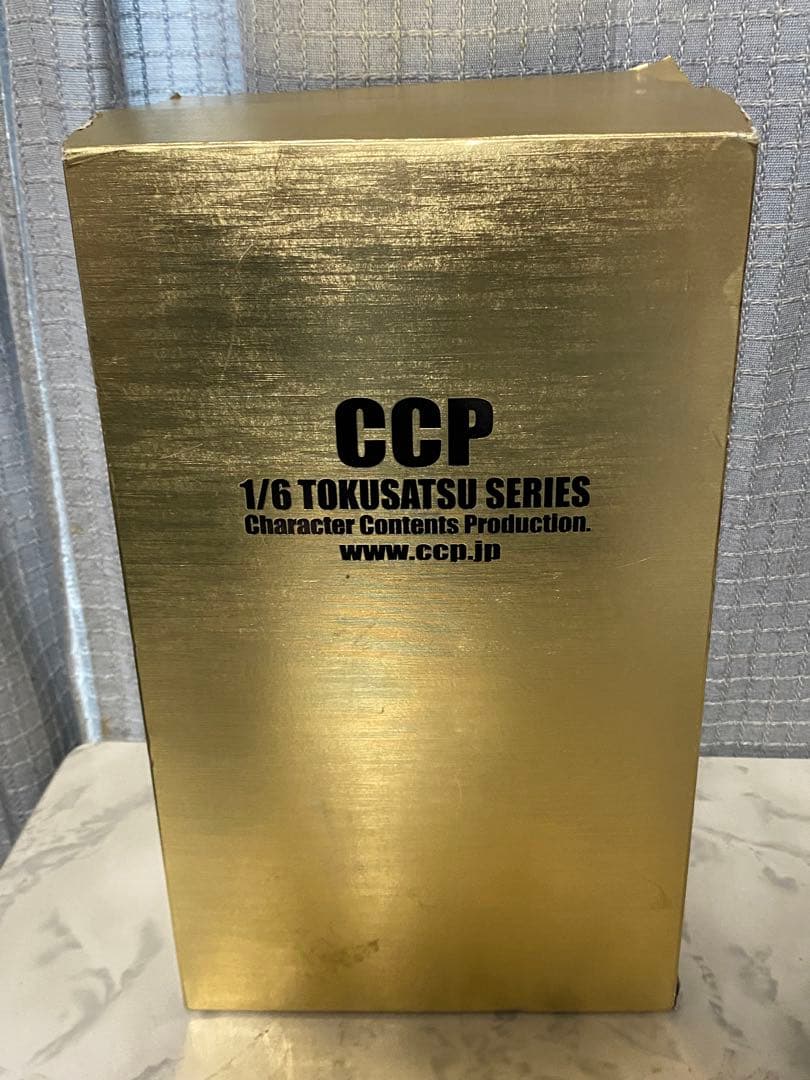 CCP
1/6 TOKUSATSU SERIES
Character Contents Production.
www.ccp.jp